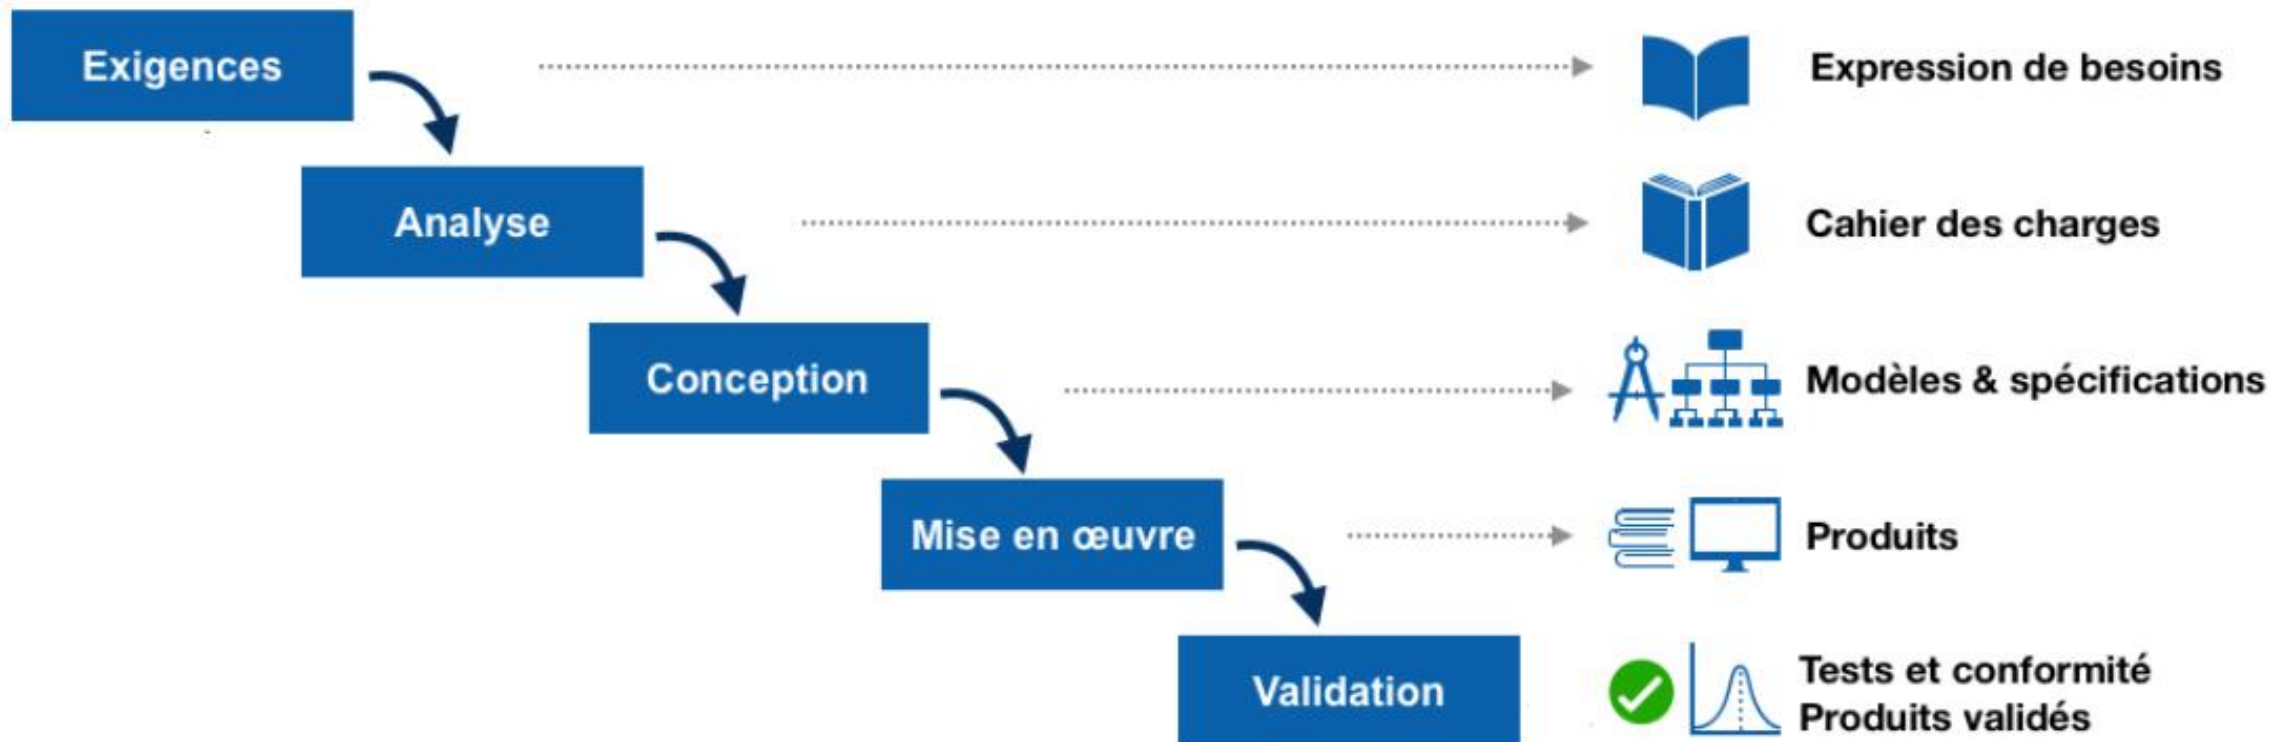 Exigences
Expression de besoins
Analyse
Cahier des charges
Conception
Modèles & spécifications
Mise en œuvre
Produits
Validation
Tests et conformité
Produits validés